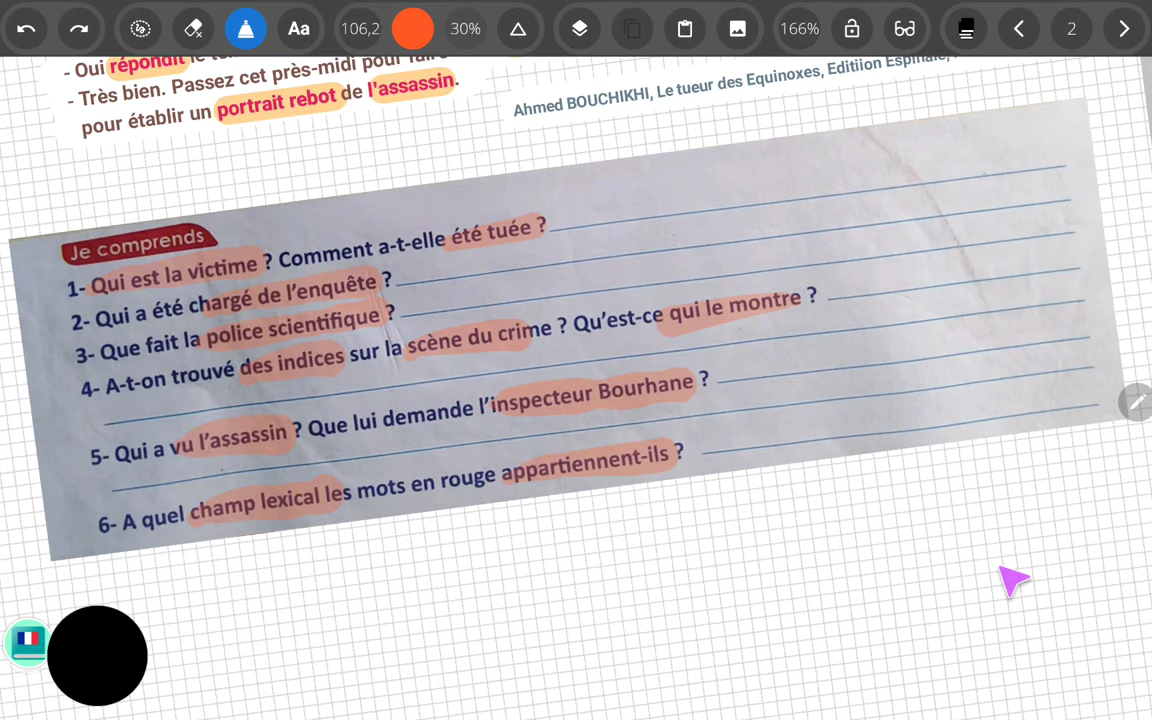 Aa
106,2
30%
166%
2
- Oui répondit le
- Très bien. Passez cet près-midi pour faire
pour établir un portrait rebot de l'assassin.
Ahmed BOUCHIKHI, Le tueur des Equinoxes, Editiion Espinale,
Je comprends
1- Qui est la victime ? Comment a-t-elle été tuée ?
2- Qui a été chargé de l'enquête ?
3- Que fait la police scientifique ?
4- A-t-on trouvé des indices sur la scène du crime ? Qu'est-ce qui le montre ?
5- Qui a vu l'assassin ? Que lui demande l'inspecteur Bourhane ?
6- A quel champ lexical les mots en rouge appartiennent-ils ?